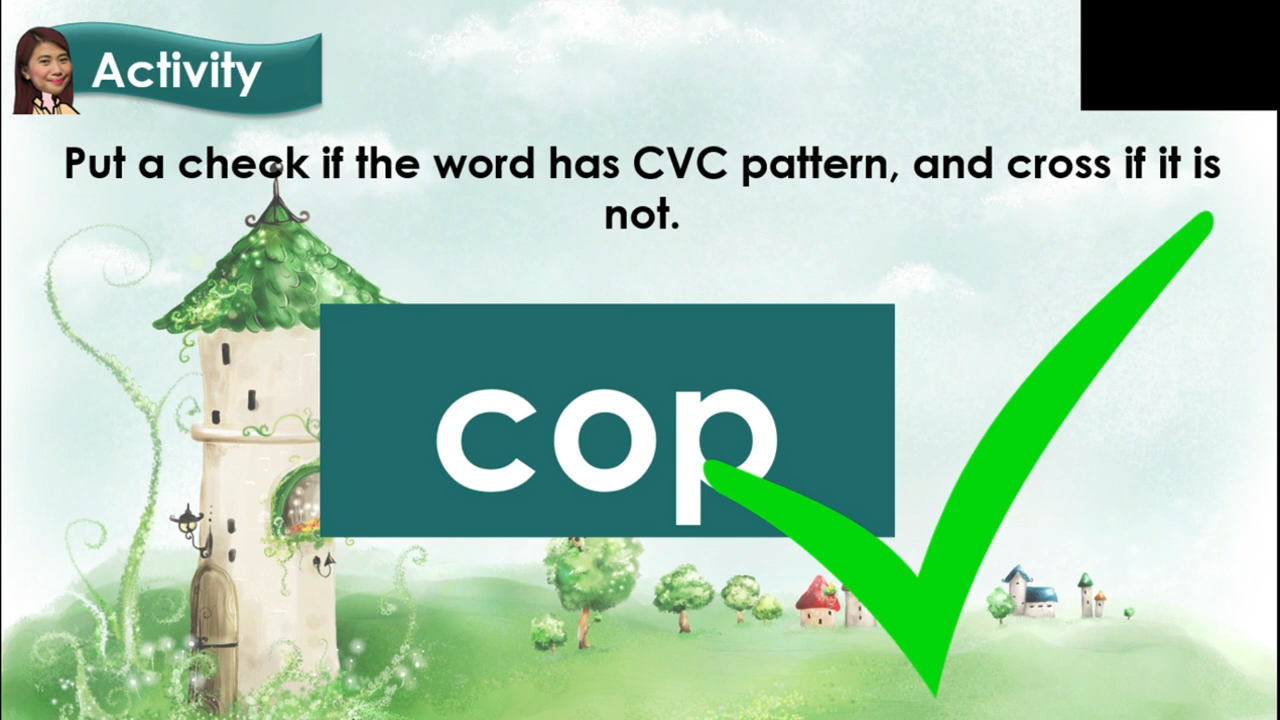 Activity
Put a check if the word has CVC pattern, and cross if it is
not.
cop